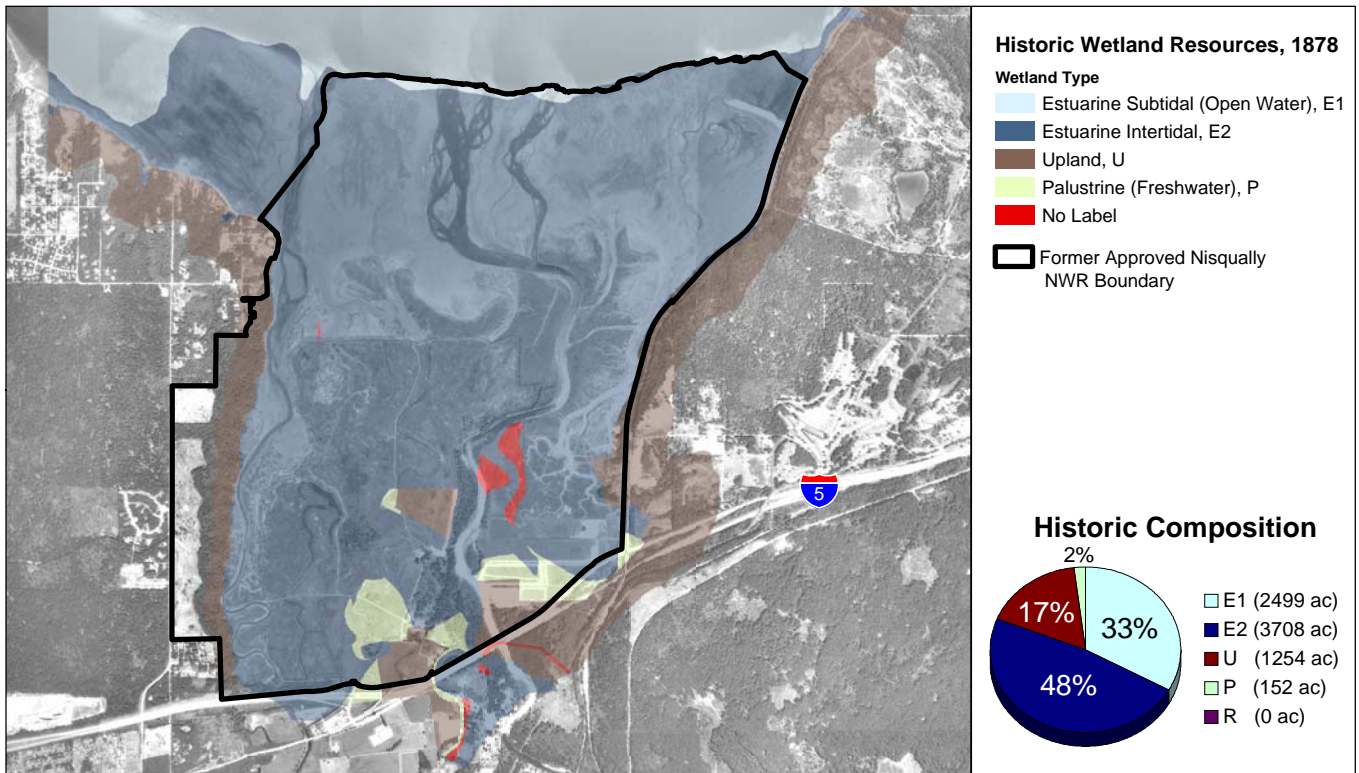 Historic Wetland Resources, 1878
Wetland Type
Estuarine Subtidal (Open Water), E1
Estuarine Intertidal, E2
Upland, U
Palustrine (Freshwater), P
No Label
Former Approved Nisqually
NWR Boundary
5
Historic Composition
2%
17%
33%
48%
E1 (2499 ac)
E2 (3708 ac)
U (1254 ac)
P (152 ac)
R (0 ac)